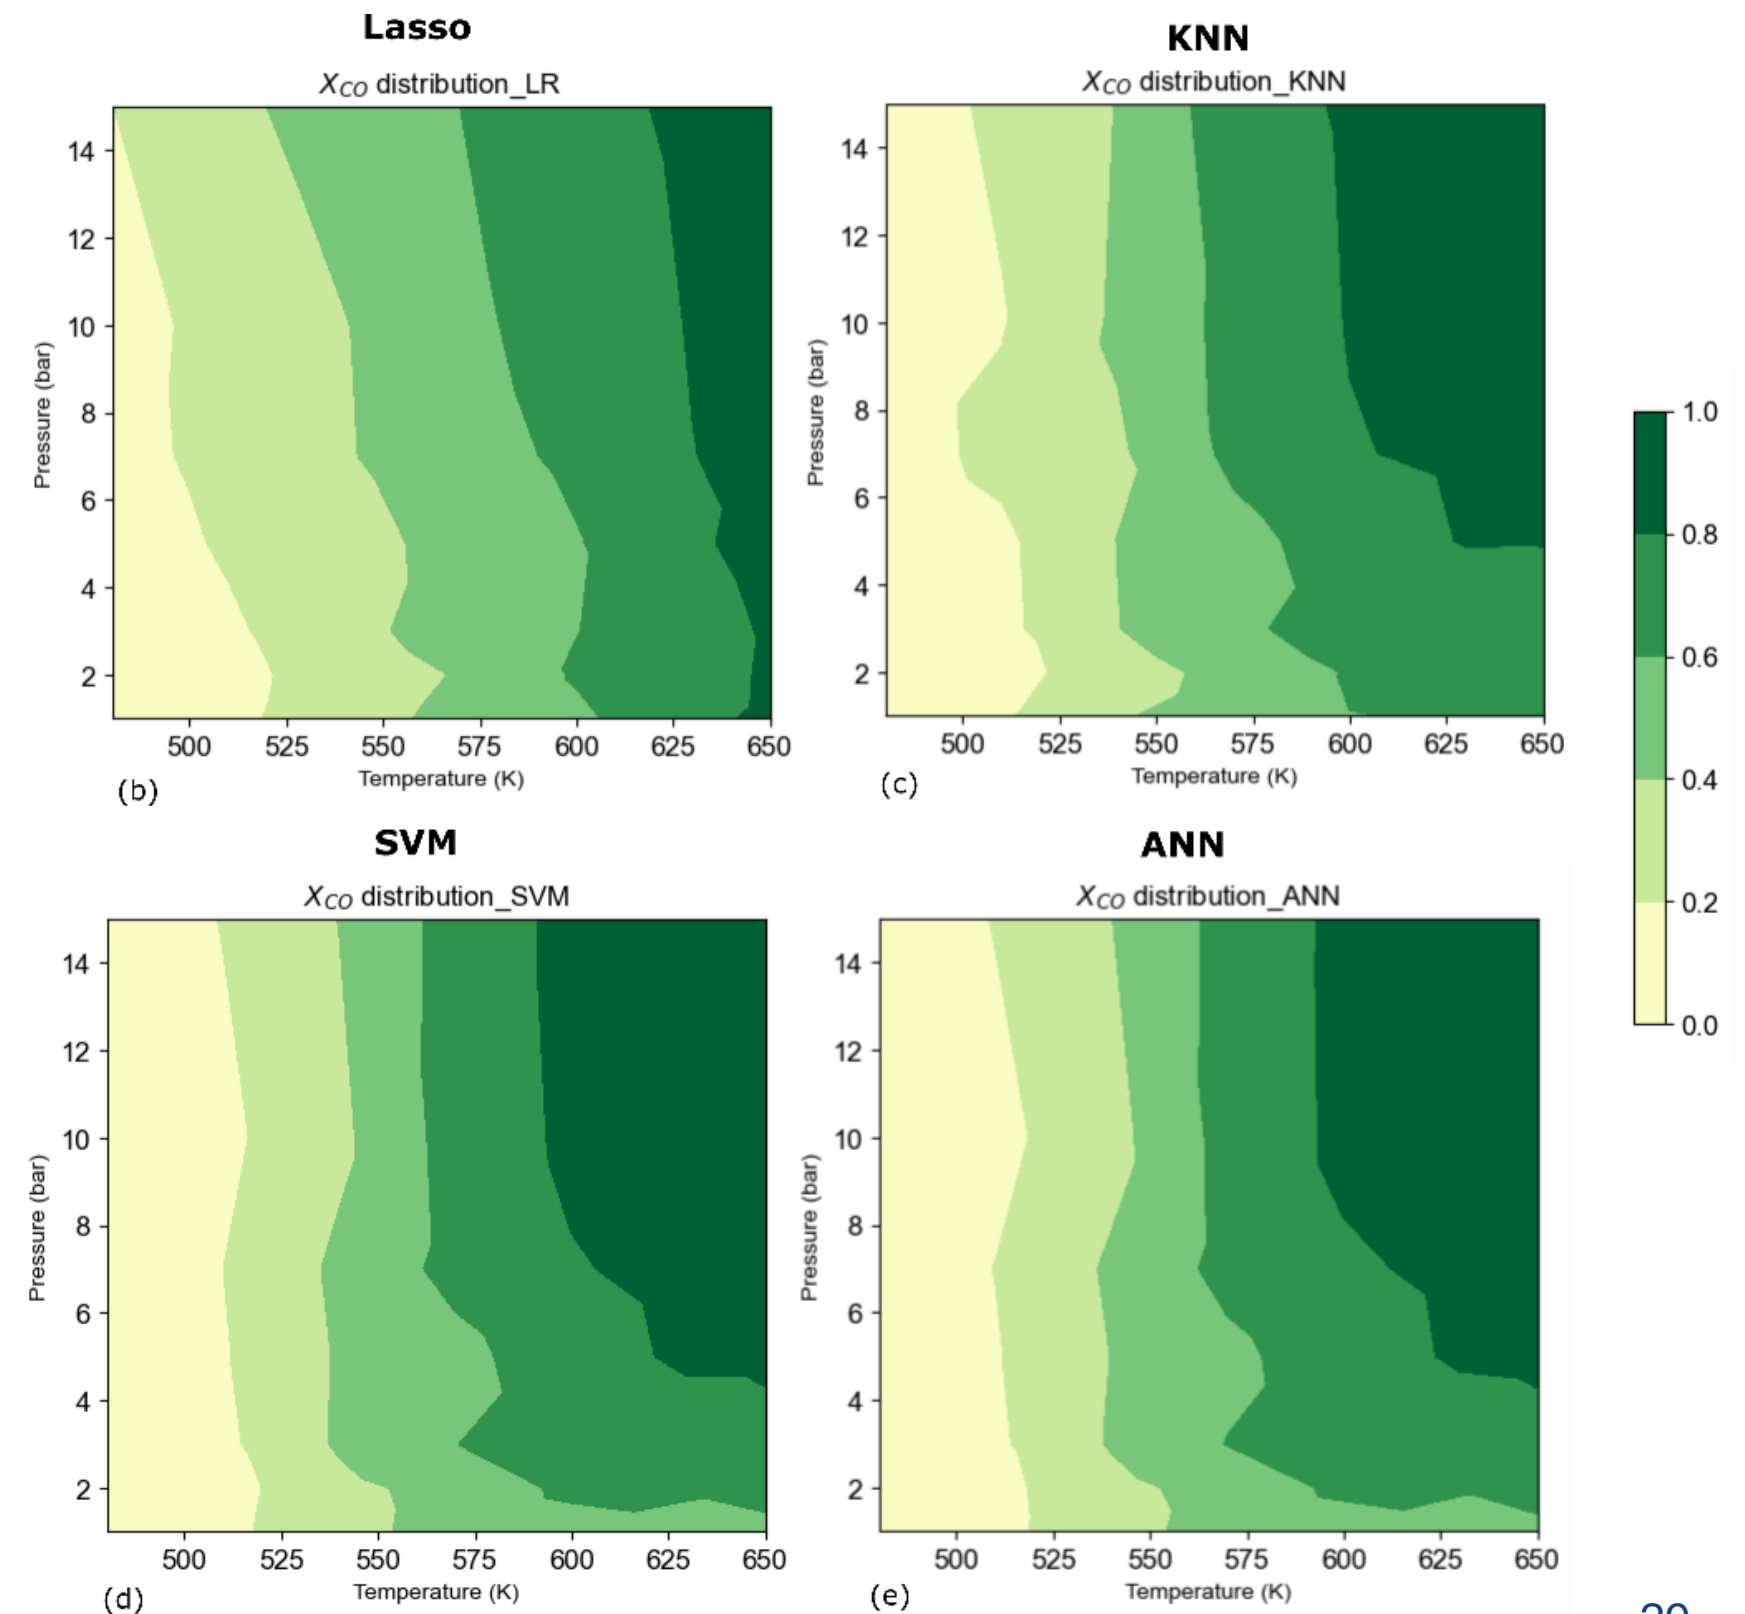 Lasso
X_CO distribution_LR
14
12
10
8
6
4
2
Pressure (bar)
500 525 550 575 600 625 650
Temperature (K)
(b)
KNN
X_CO distribution_KNN
14
12
10
8
6
4
2
Pressure (bar)
500 525 550 575 600 625 650
Temperature (K)
(c)
1.0
0.8
0.6
0.4
0.2
0.0
SVM
X_CO distribution_SVM
14
12
10
8
6
4
2
Pressure (bar)
500 525 550 575 600 625 650
Temperature (K)
(d)
ANN
X_CO distribution_ANN
14
12
10
8
6
4
2
Pressure (bar)
500 525 550 575 600 625 650
Temperature (K)
(e)